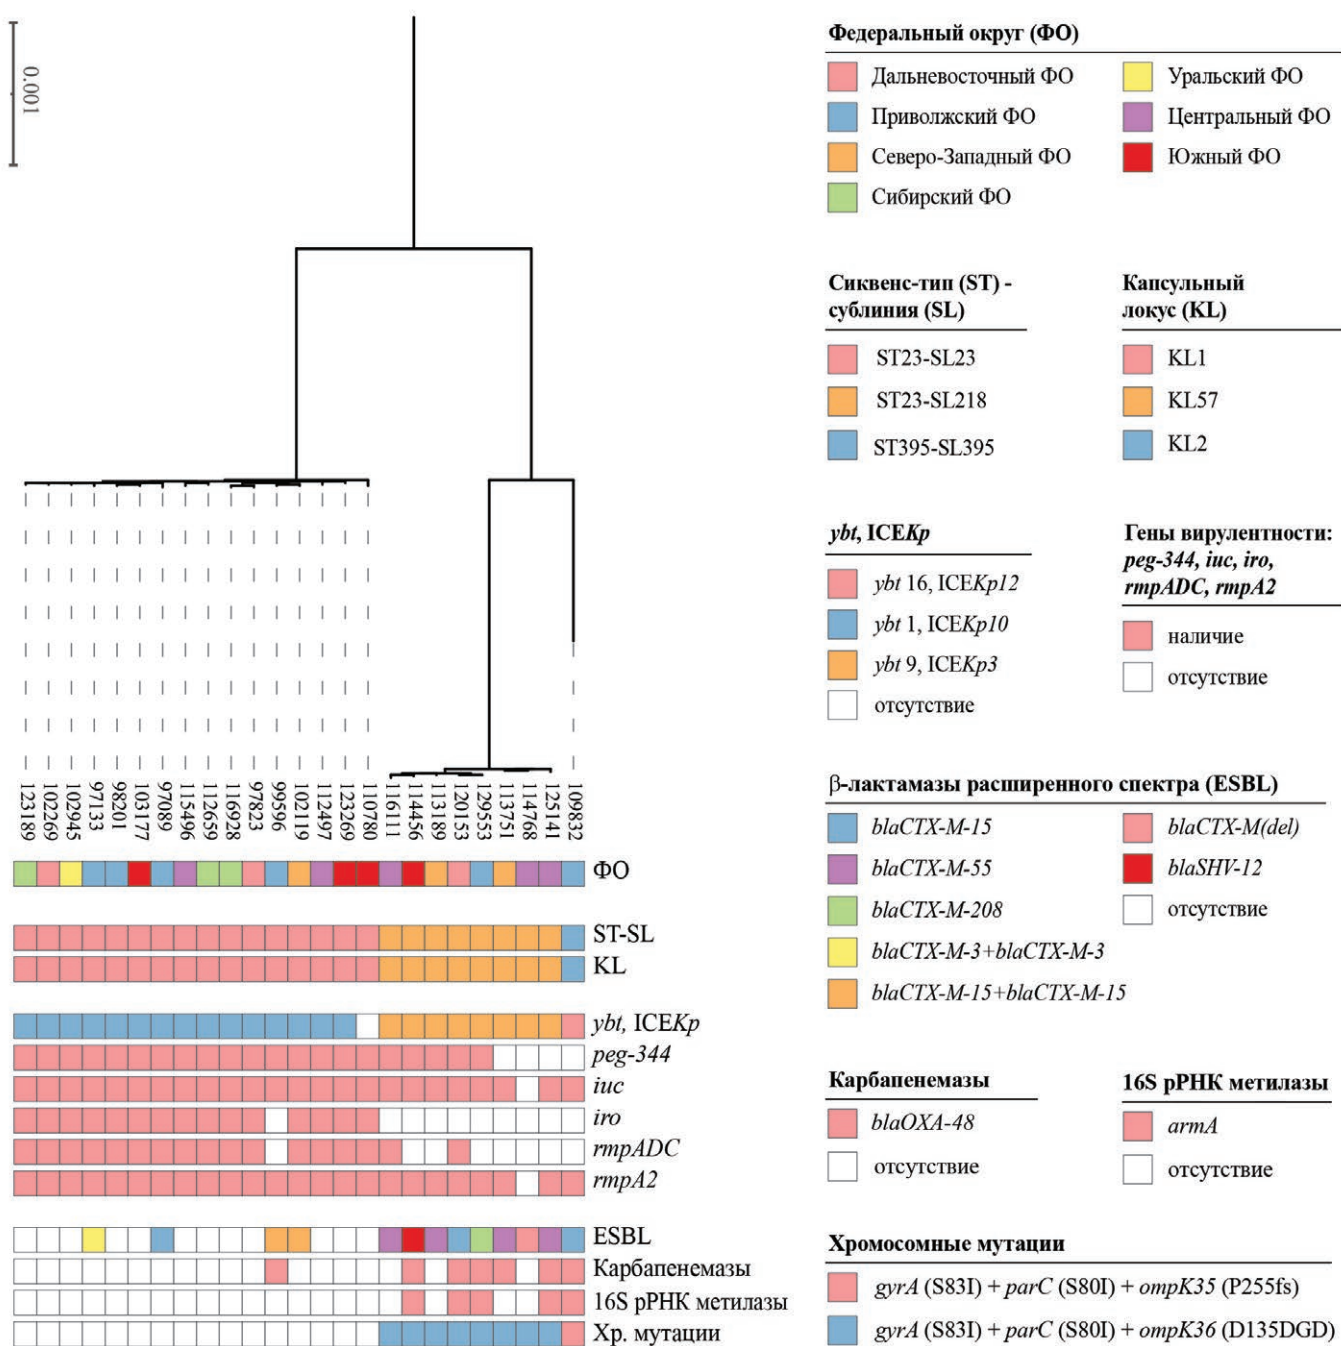 0.001
123189
102269
102945
97133
98201
103177
97089
115496
112659
116928
97823
99596
102119
112497
123269
110780
116111
114456
113189
120153
129553
113751
114768
125141
109832
ФО
ST-SL
KL
ybt, ICEKp
peg-344
iuc
iro
rmpADC
rmpA2
ESBL
Карбапенемазы
16S рРНК метилазы
Хр. мутации
Федеральный округ (ФО)
Дальневосточный ФО
Приволжский ФО
Северо-Западный ФО
Сибирский ФО
Уральский ФО
Центральный ФО
Южный ФО
Сиквенс-тип (ST) -
сублиния (SL)
ST23-SL23
ST23-SL218
ST395-SL395
Капсульный
локус (KL)
KL1
KL57
KL2
ybt, ICEKp
ybt 16, ICEKp12
ybt 1, ICEKp10
ybt 9, ICEKp3
отсутствие
Гены вирулентности:
peg-344, iuc, iro,
rmpADC, rmpA2
наличие
отсутствие
β-лактамазы расширенного спектра (ESBL)
blaCTX-M-15
blaCTX-M-55
blaCTX-M-208
blaCTX-M-3+blaCTX-M-3
blaCTX-M-15+blaCTX-M-15
blaCTX-M(del)
blaSHV-12
отсутствие
Карбапенемазы
blaOXA-48
отсутствие
16S рРНК метилазы
armA
отсутствие
Хромосомные мутации
gyrA (S83I) + parC (S80I) + ompK35 (P255fs)
gyrA (S83I) + parC (S80I) + ompK36 (D135DGD)